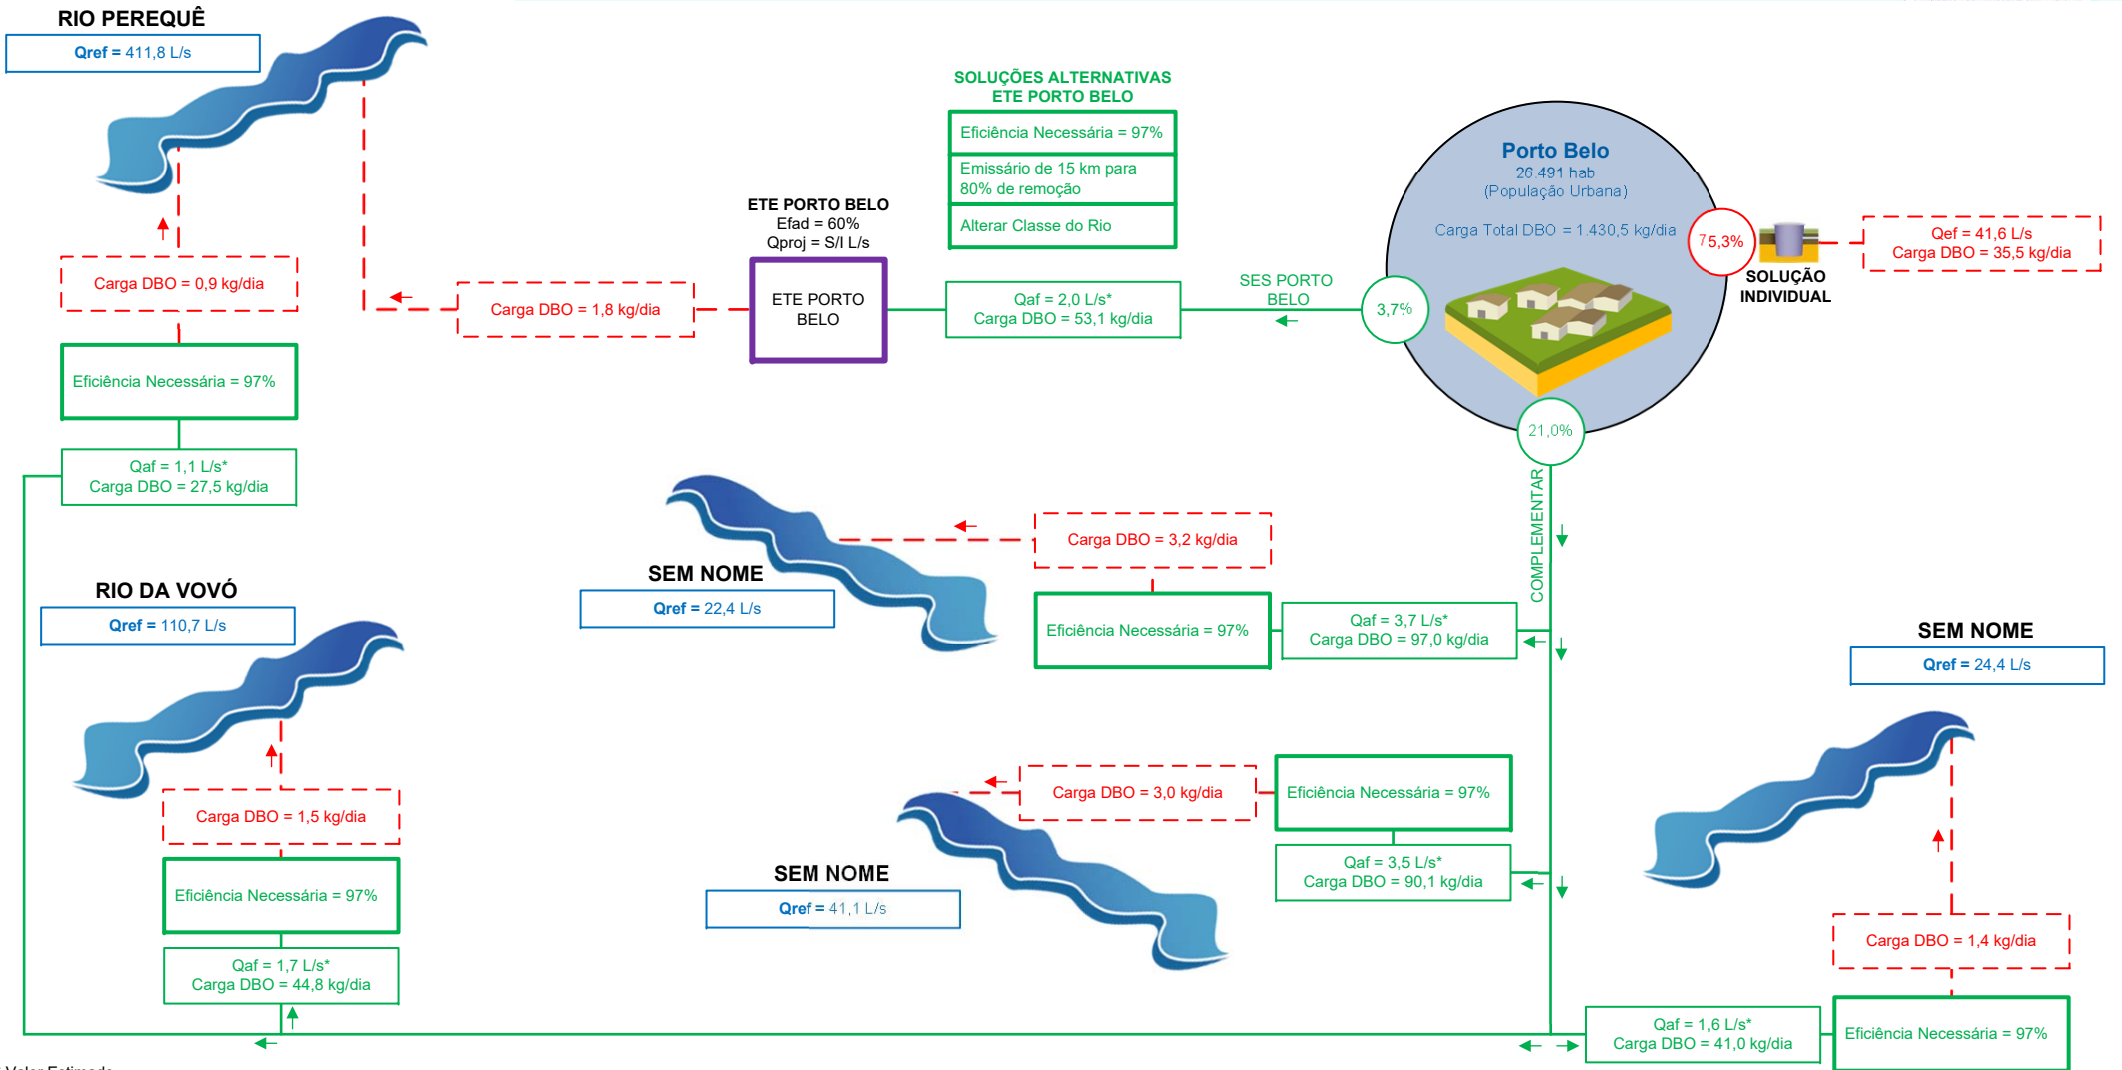 RIO PEREQUÊ
Qref = 411,8 L/s
Carga DBO = 0,9 kg/dia
Eficiência Necessária = 97%
Qaf = 1,1 L/s*
Carga DBO = 27,5 kg/dia
Carga DBO = 1,8 kg/dia
ETE PORTO BELO
Efad = 60%
Qproj = S/I L/s
ETE PORTO
BELO
SOLUÇÕES ALTERNATIVAS
ETE PORTO BELO
Eficiência Necessária = 97%
Emissário de 15 km para
80% de remoção
Alterar Classe do Rio
Qaf = 2,0 L/s*
Carga DBO = 53,1 kg/dia
SES PORTO
BELO
3,7%
Porto Belo
26.491 hab
(População Urbana)
Carga Total DBO = 1.430,5 kg/dia
75,3%
SOLUÇÃO
INDIVIDUAL
Qef = 41,6 L/s
Carga DBO = 35,5 kg/dia
21,0%
COMPLEMENTAR
SEM NOME
Qref = 22,4 L/s
Carga DBO = 3,2 kg/dia
Eficiência Necessária = 97%
Qaf = 3,7 L/s*
Carga DBO = 97,0 kg/dia
RIO DA VOVÓ
Qref = 110,7 L/s
Carga DBO = 1,5 kg/dia
Eficiência Necessária = 97%
Qaf = 1,7 L/s*
Carga DBO = 44,8 kg/dia
SEM NOME
Qref = 41,1 L/s
Carga DBO = 3,0 kg/dia
Eficiência Necessária = 97%
Qaf = 3,5 L/s*
Carga DBO = 90,1 kg/dia
SEM NOME
Qref = 24,4 L/s
Carga DBO = 1,4 kg/dia
Eficiência Necessária = 97%
Qaf = 1,6 L/s*
Carga DBO = 41,0 kg/dia
* Valor Estimado